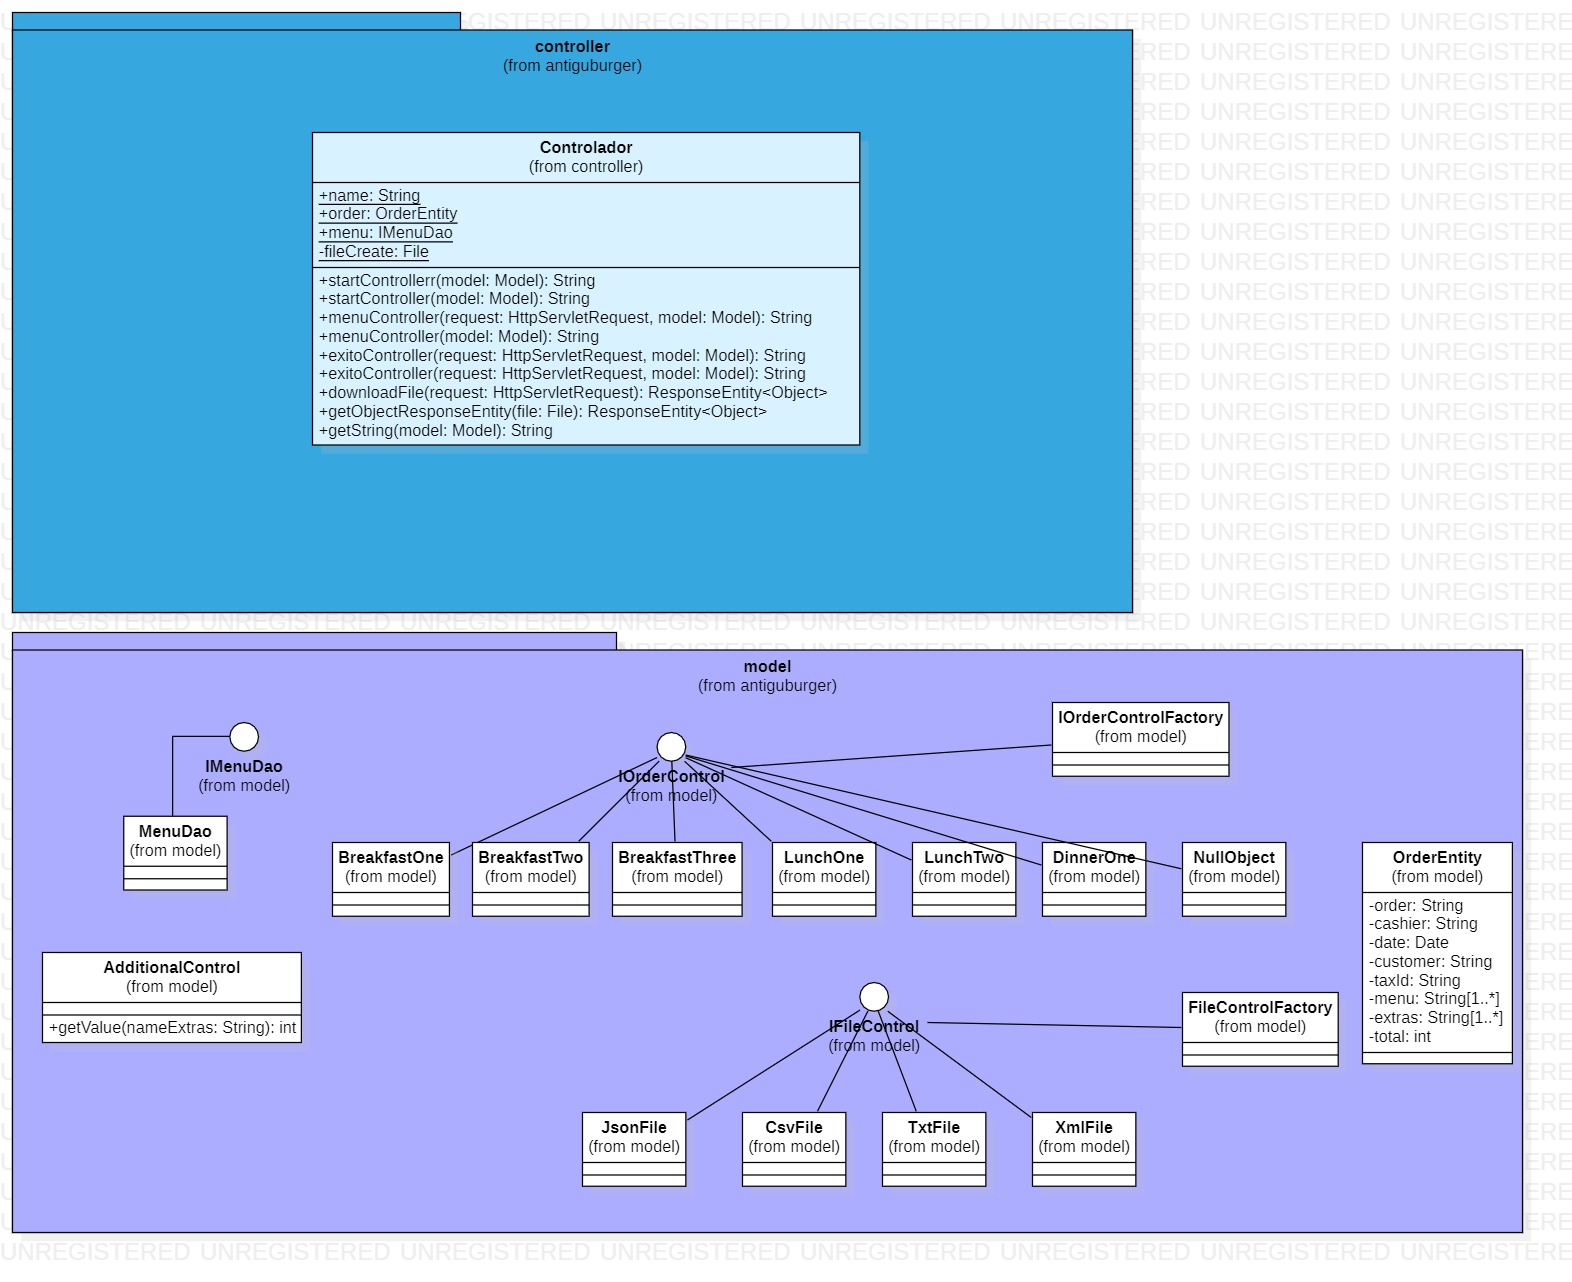 controller
(from antiguburger)
Controlador
(from controller)
+name: String
+order: OrderEntity
+menu: IMenuDao
-fileCreate: File
+startControllerr(model: Model): String
+startController(model: Model): String
+menuController(request: HttpServletRequest, model: Model): String
+menuController(model: Model): String
+exitoController(request: HttpServletRequest, model: Model): String
+exitoController(request: HttpServletRequest, model: Model): String
+downloadFile(request: HttpServletRequest): ResponseEntity<Object>
+getObjectResponseEntity(file: File): ResponseEntity<Object>
+getString(model: Model): String
model
(from antiguburger)
IMenuDao
(from model)
MenuDao
(from model)
IOrderControl
(from model)
IOrderControlFactory
(from model)
BreakfastOne
(from model)
BreakfastTwo
(from model)
BreakfastThree
(from model)
LunchOne
(from model)
LunchTwo
(from model)
DinnerOne
(from model)
NullObject
(from model)
OrderEntity
(from model)
-order: String
-cashier: String
-date: Date
-customer: String
-taxId: String
-menu: String[1..*]
-extras: String[1..*]
-total: int
AdditionalControl
(from model)
+getValue(nameExtras: String): int
IFileControl
(from model)
FileControlFactory
(from model)
JsonFile
(from model)
CsvFile
(from model)
TxtFile
(from model)
XmlFile
(from model)
UNREGISTERED UNREGISTERED UNREGISTERED UNREGISTERED UNREGISTERED UNREGISTERED UNREGISTERED UNREGISTERE